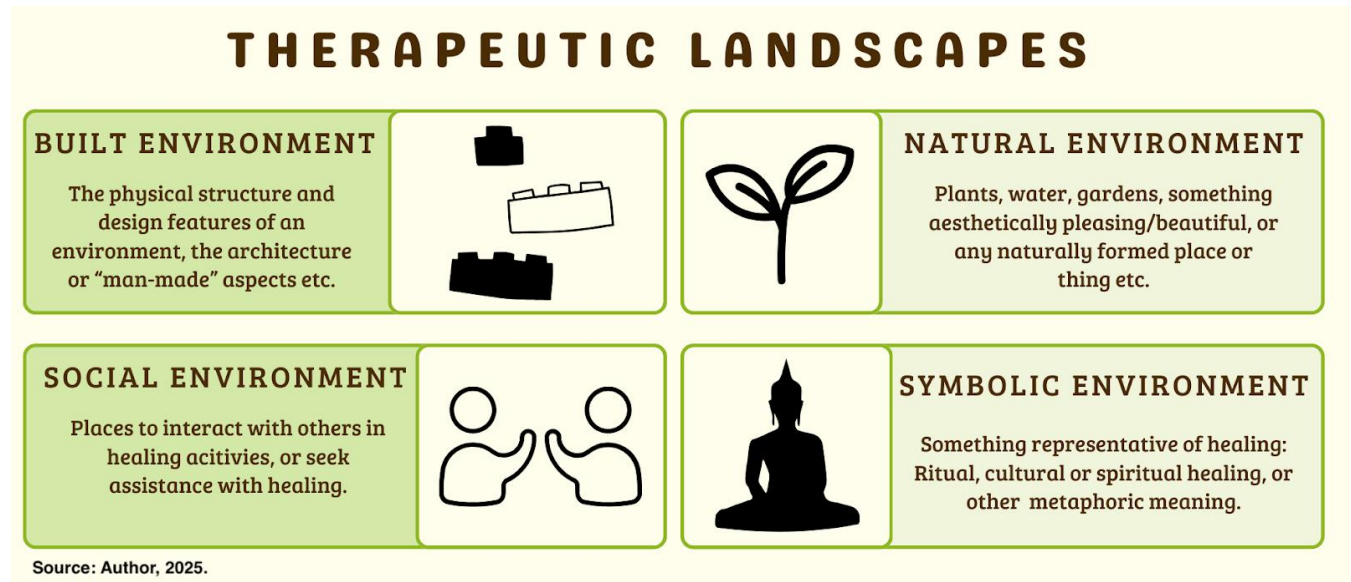 THERAPEUTIC LANDSCAPES
BUILT ENVIRONMENT
The physical structure and
design features of an
environment, the architecture
or “man-made” aspects etc.
NATURAL ENVIRONMENT
Plants, water, gardens, something
aesthetically pleasing/beautiful, or
any naturally formed place or
thing etc.
SOCIAL ENVIRONMENT
Places to interact with others in
healing acitivies, or seek
assistance with healing.
SYMBOLIC ENVIRONMENT
Something representative of healing:
Ritual, cultural or spiritual healing, or
other metaphoric meaning.
Source: Author, 2025.